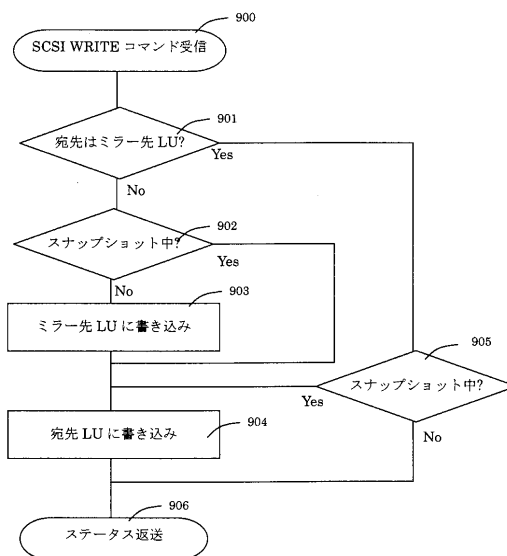 900
SCSI WRITE コマンド受信
901
宛先はミラー先 LU?
Yes
No
902
スナップショット中?
Yes
No
903
ミラー先 LU に書き込み
905
スナップショット中?
Yes
No
904
宛先 LU に書き込み
906
ステータス返送